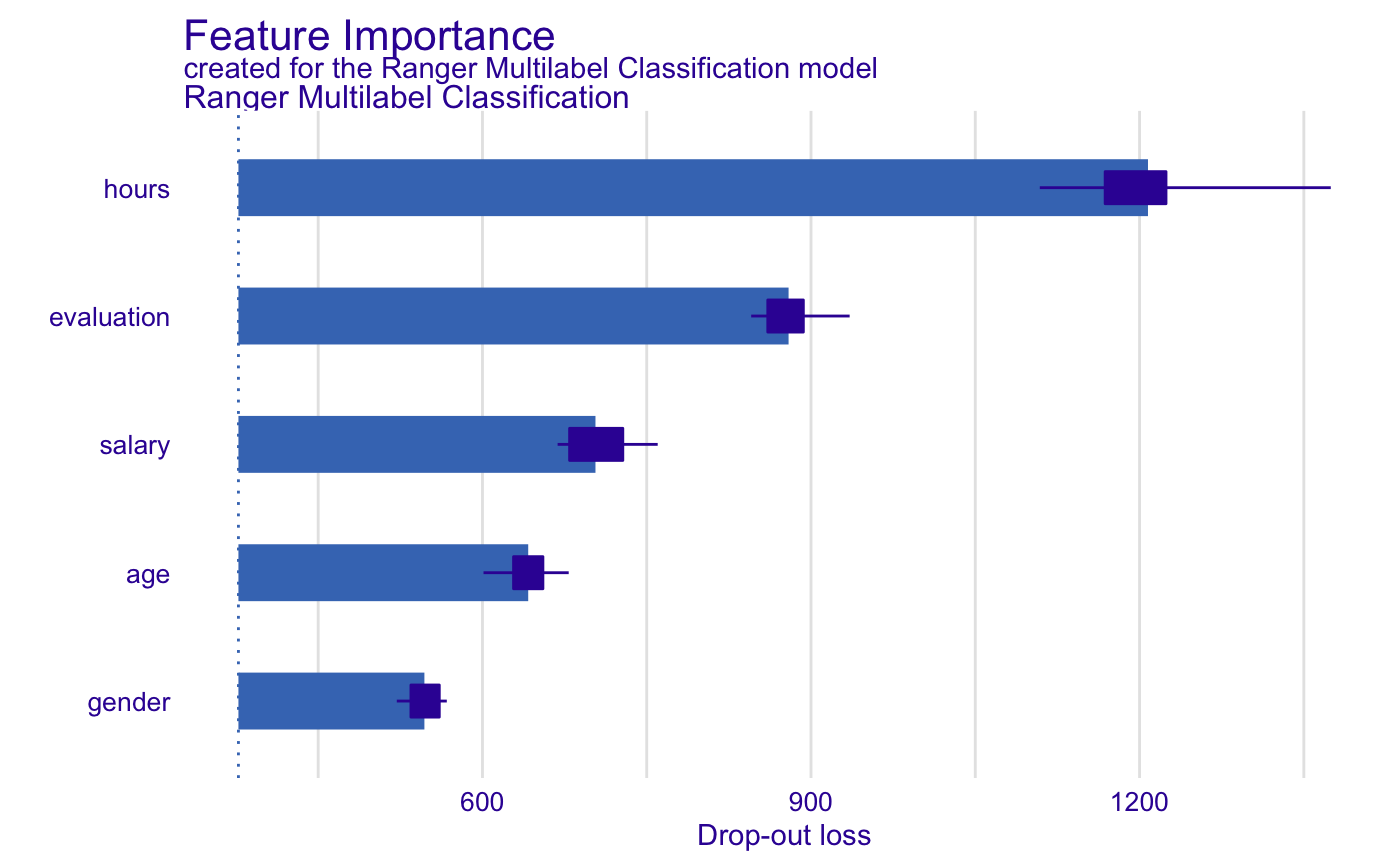 Feature Importance
created for the Ranger Multilabel Classification model
Ranger Multilabel Classification
hours
evaluation
salary
age
gender
600 900 1200
Drop-out loss